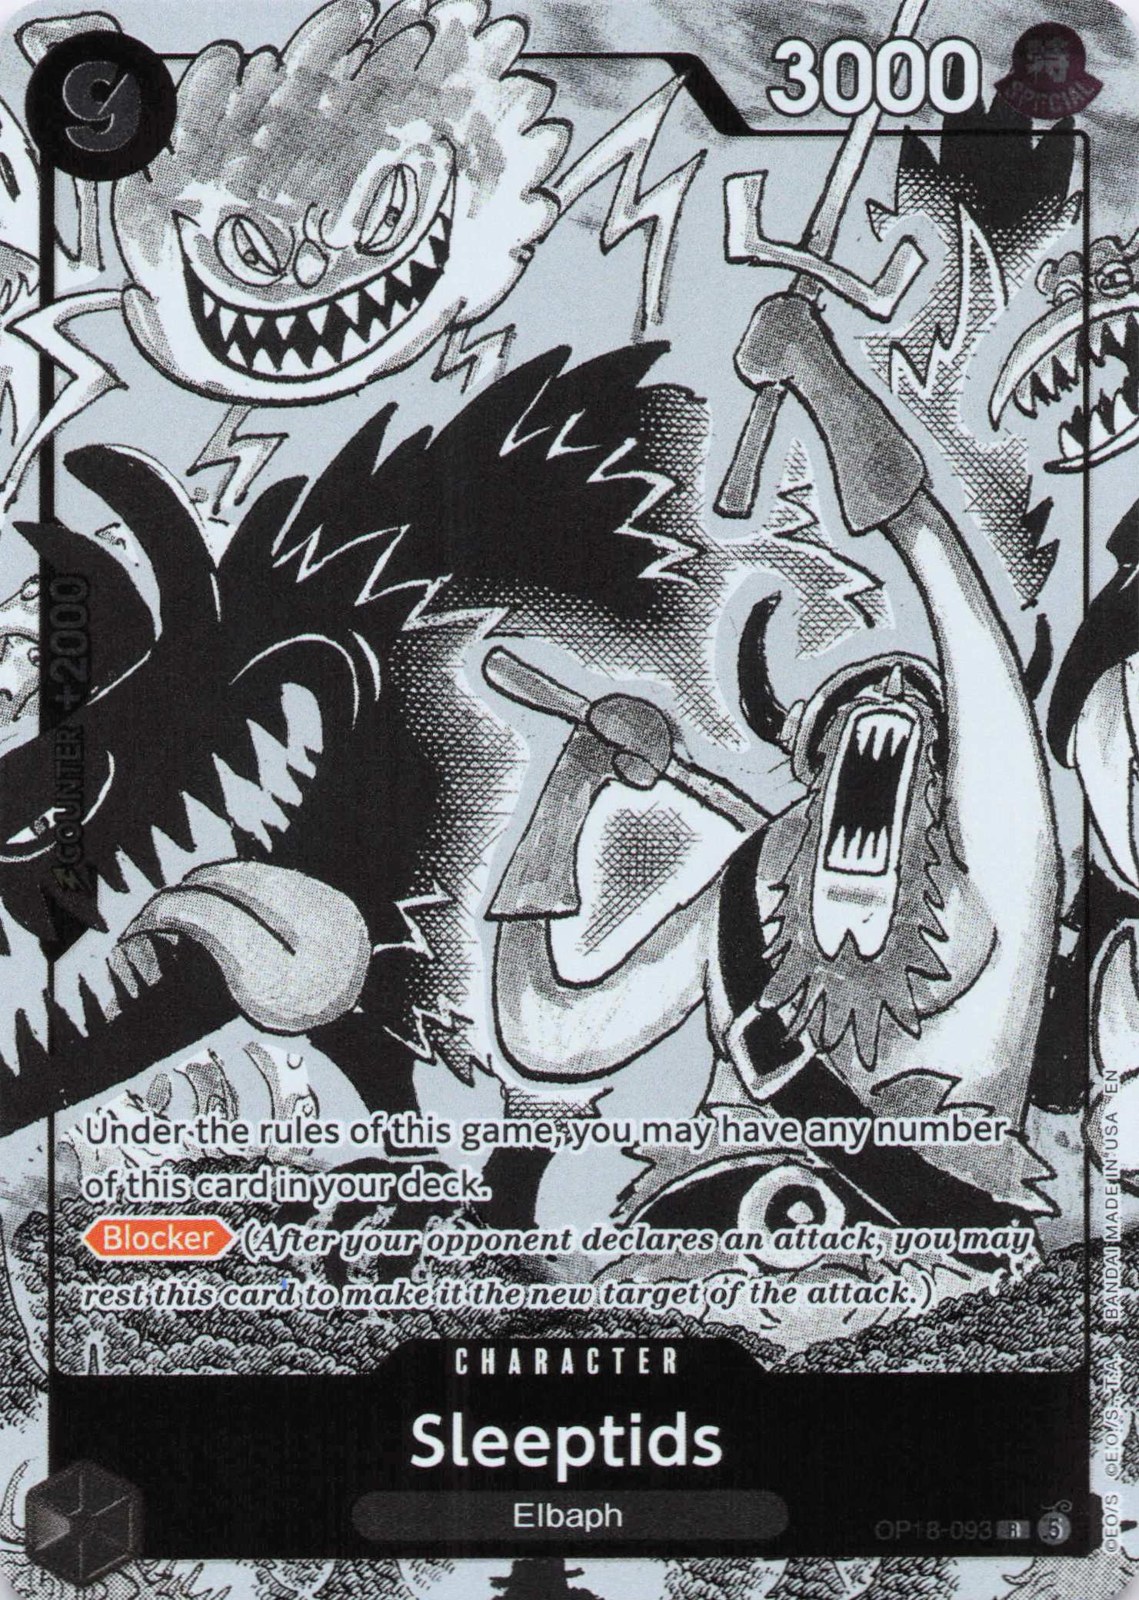 9
3000
特
SPECIAL
COUNTER +2000
Under the rules of this game, you may have any number
of this card in your deck.
Blocker (After your opponent declares an attack, you may
rest this card to make it the new target of the attack.)
CHARACTER
Sleeptids
Elbaph
OP18-093 R 5
©EO/S ©E.O./S., T.A. BANDAI MADE IN USA EN